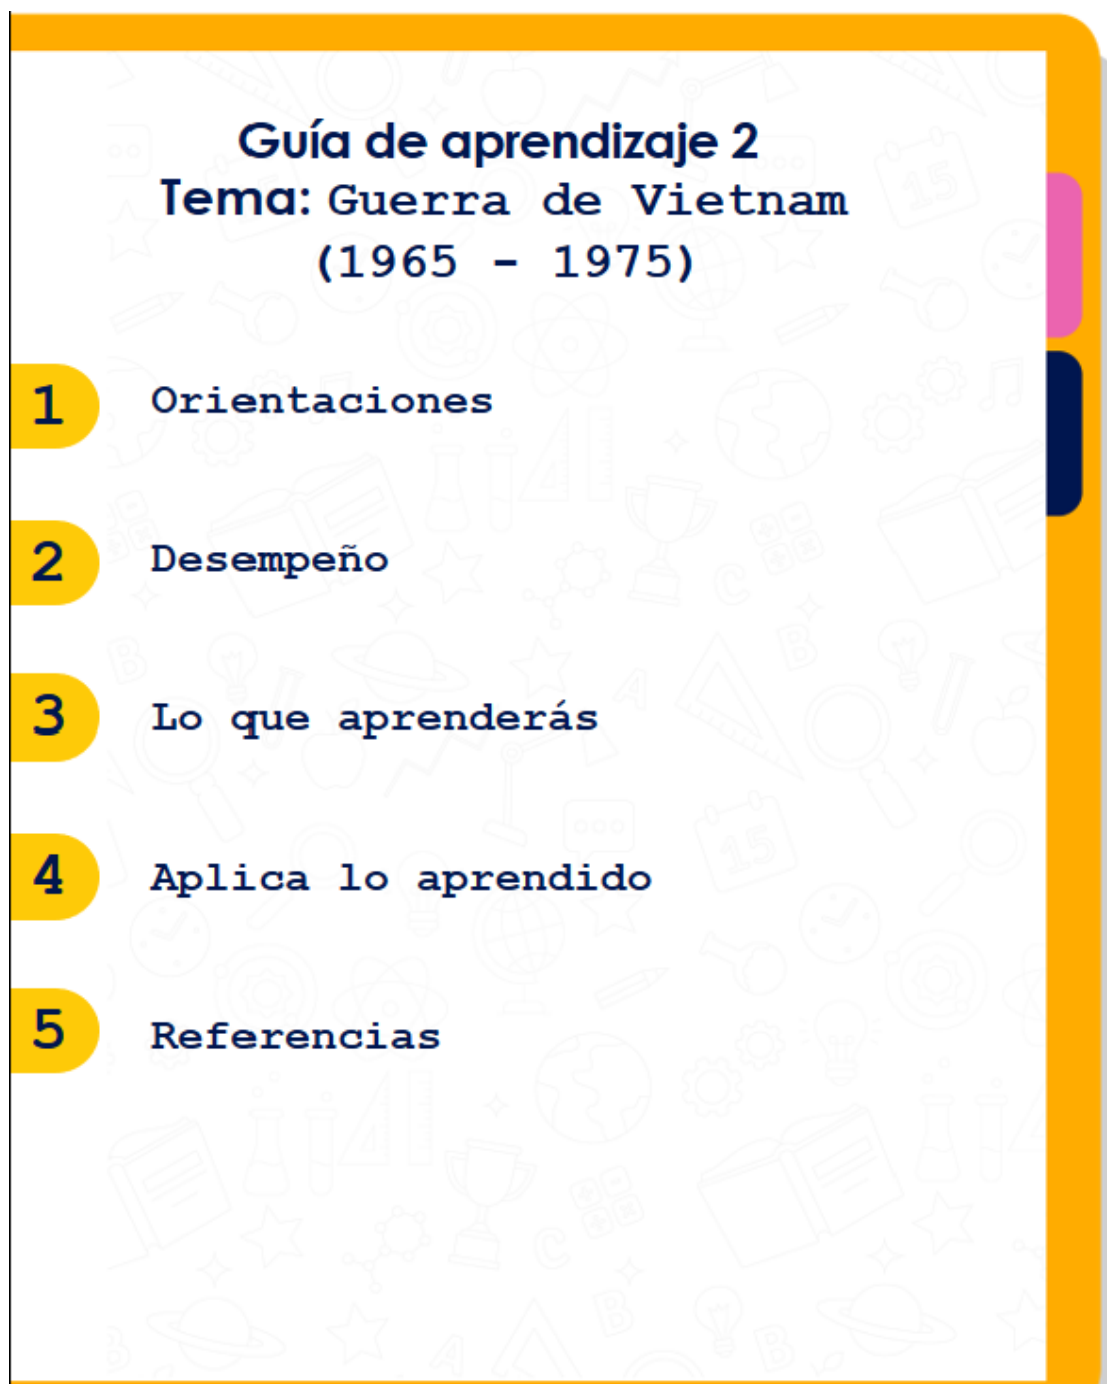 Guía de aprendizaje 2
Tema: Guerra de Vietnam
(1965 - 1975)
1 Orientaciones
2 Desempeño
3 Lo que aprenderás
4 Aplica lo aprendido
5 Referencias